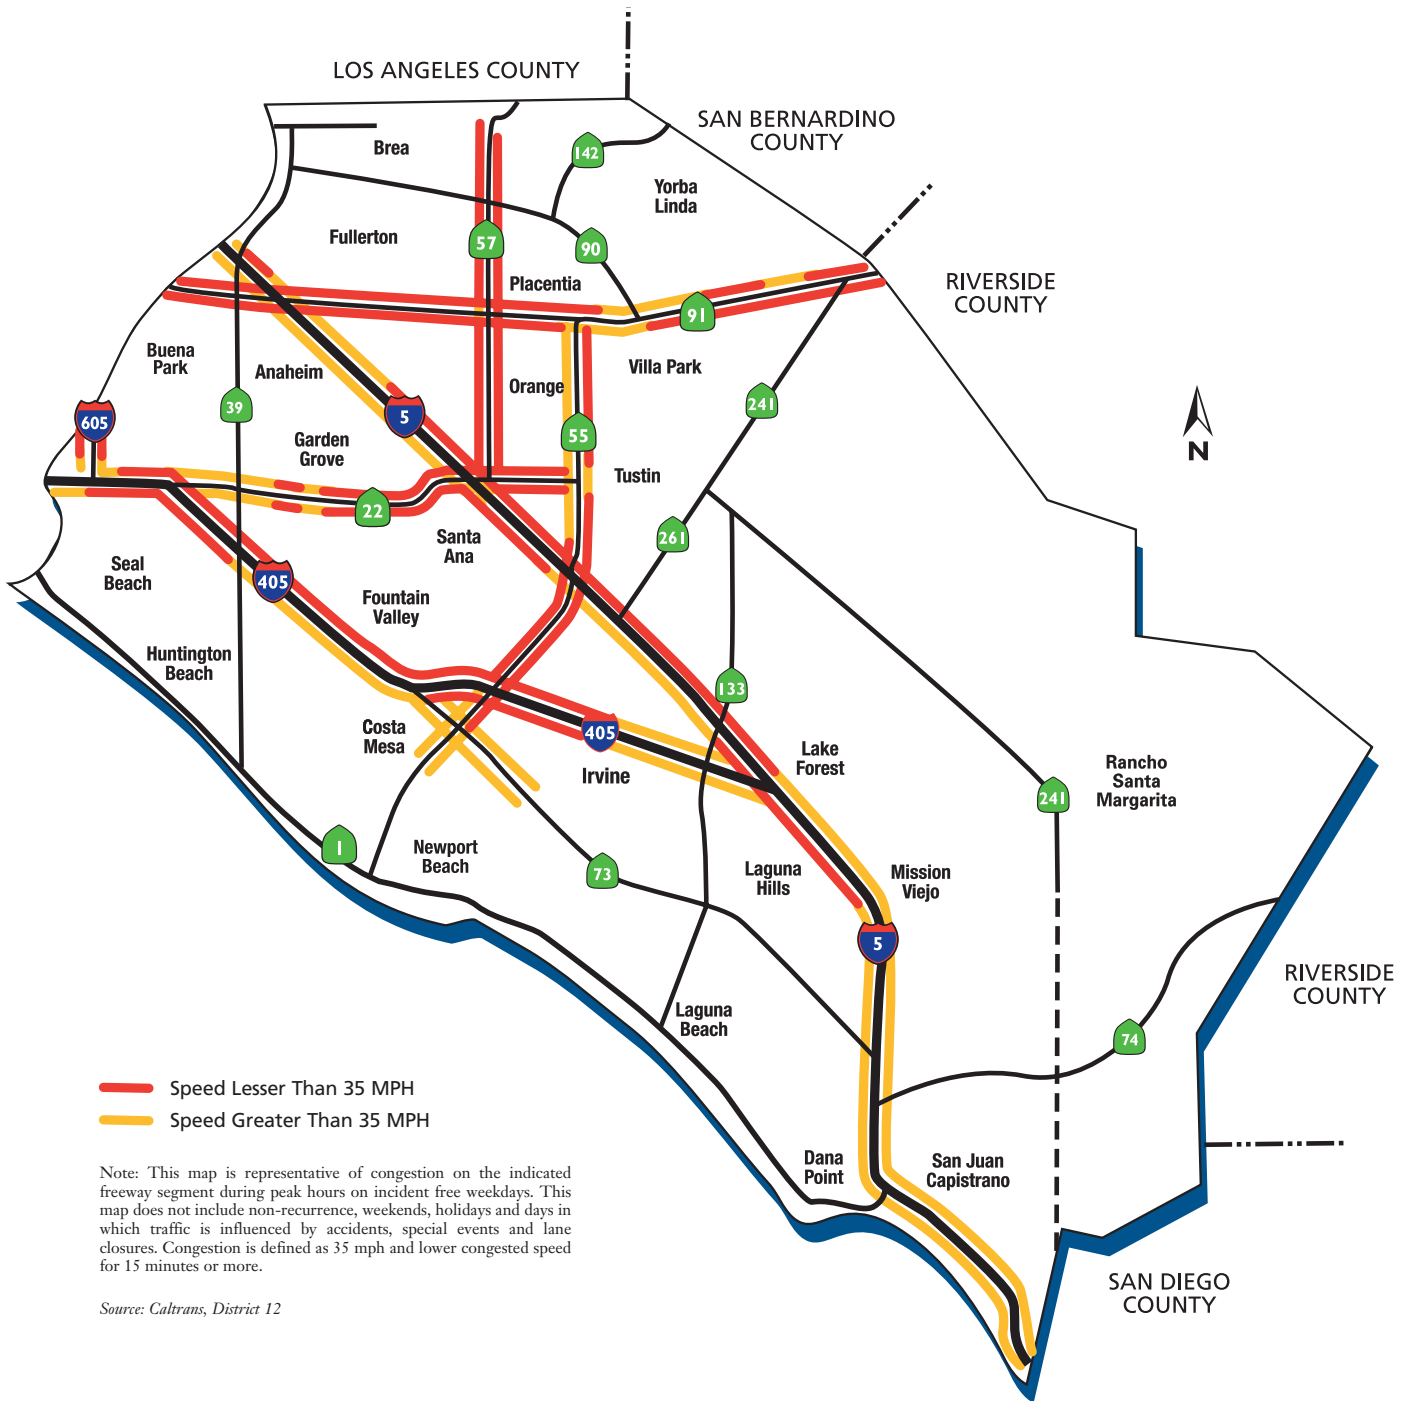 LOS ANGELES COUNTY
SAN BERNARDINO
COUNTY
Brea
142
Yorba
Linda
Fullerton
57
90
Placentia
RIVERSIDE
COUNTY
91
Buena
Park
Anaheim
Orange
Villa Park
39
5
241
605
55
Garden
Grove
N
Tustin
22
Santa
Ana
261
Seal
Beach
405
Fountain
Valley
Huntington
Beach
133
Costa
Mesa
405
Irvine
Lake
Forest
Rancho
Santa
Margarita
241
1
Newport
Beach
73
Laguna
Hills
Mission
Viejo
5
RIVERSIDE
COUNTY
Laguna
Beach
74
Speed Lesser Than 35 MPH
Speed Greater Than 35 MPH
Dana
Point
San Juan
Capistrano
Note: This map is representative of congestion on the indicated
freeway segment during peak hours on incident free weekdays. This
map does not include non-recurrence, weekends, holidays and days in
which traffic is influenced by accidents, special events and lane
closures. Congestion is defined as 35 mph and lower congested speed
for 15 minutes or more.
Source: Caltrans, District 12
SAN DIEGO
COUNTY